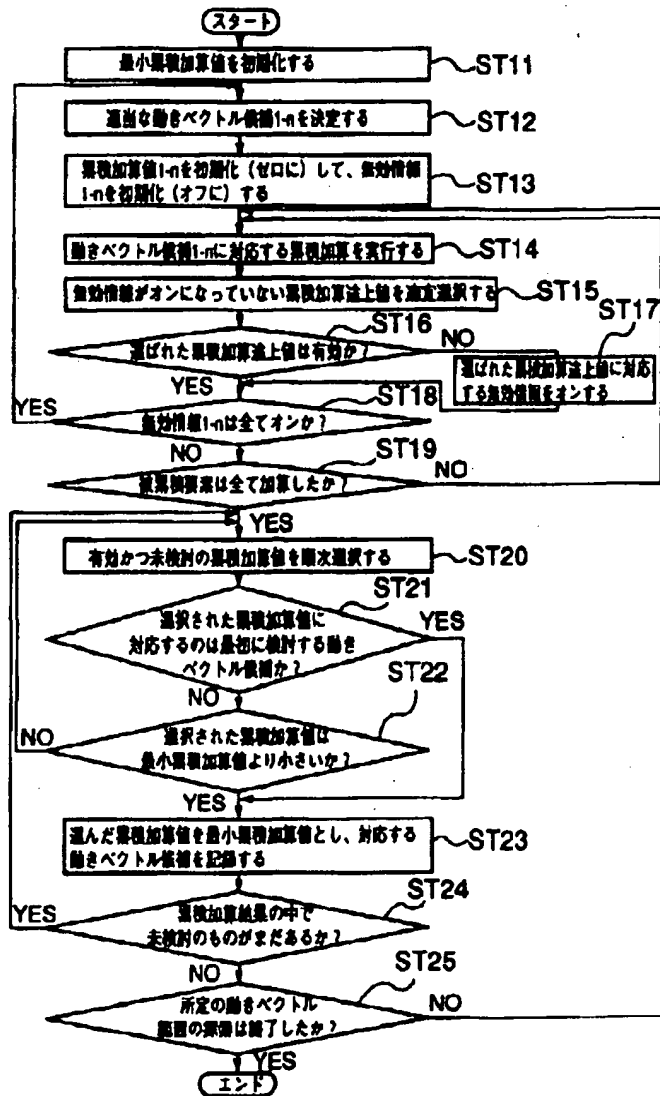 スタート
最小累積加算値を初期化する
ST11
適当な動きベクトル候補1-nを決定する
ST12
累積加算値1-nを初期化(ゼロに)して、無効情報
1-nを初期化(オフに)する
ST13
動きベクトル候補1-nに対応する累積加算を実行する
ST14
無効情報がオンになっていない累積加算途上値を適宜選択する
ST15
ST16
選ばれた累積加算途上値は有効か?
NO
ST17
選ばれた累積加算途上値に対応
する無効情報をオンする
YES
ST18
無効情報1-nは全てオンか?
YES
NO
ST19
被累積要素は全て加算したか?
NO
YES
有効かつ未検討の累積加算値を順次選択する
ST20
ST21
選択された累積加算値に
対応するのは最初に検討する動き
ベクトル候補か?
YES
NO
ST22
選択された累積加算値は
最小累積加算値より小さいか?
NO
YES
選んだ累積加算値を最小累積加算値とし、対応する
動きベクトル候補を記録する
ST23
ST24
累積加算結果の中で
未検討のものがまだあるか?
YES
NO
ST25
所定の動きベクトル
範囲の探索は終了したか?
NO
YES
エンド